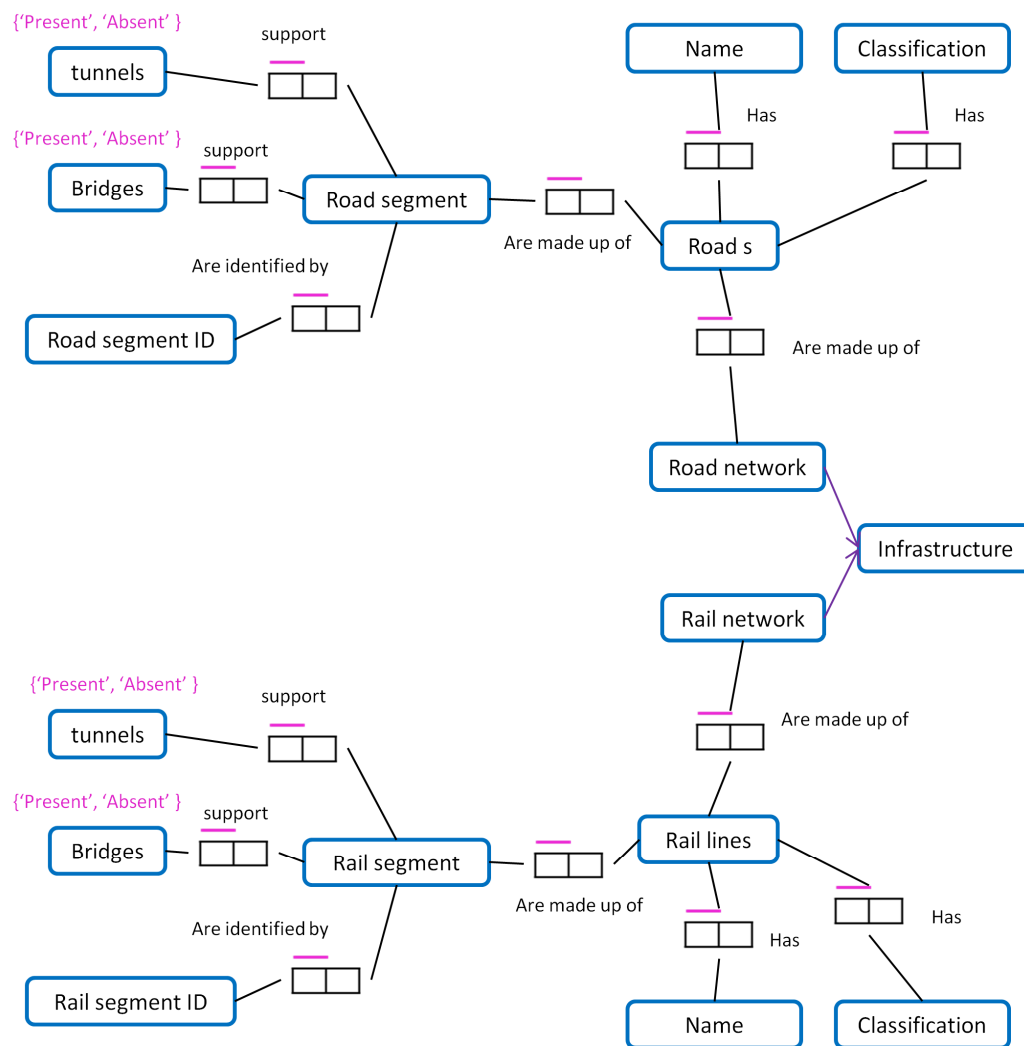 {‘Present’, ‘Absent’ }
support
tunnels
Name
Classification
{‘Present’, ‘Absent’ }
support
Has
Has
Bridges
Road segment
Are made up of
Road s
Are identified by
Road segment ID
Are made up of
Road network
Infrastructure
Rail network
{‘Present’, ‘Absent’ }
support
tunnels
Are made up of
{‘Present’, ‘Absent’ }
support
Bridges
Rail segment
Rail lines
Are made up of
Has
Are identified by
Has
Rail segment ID
Name
Classification